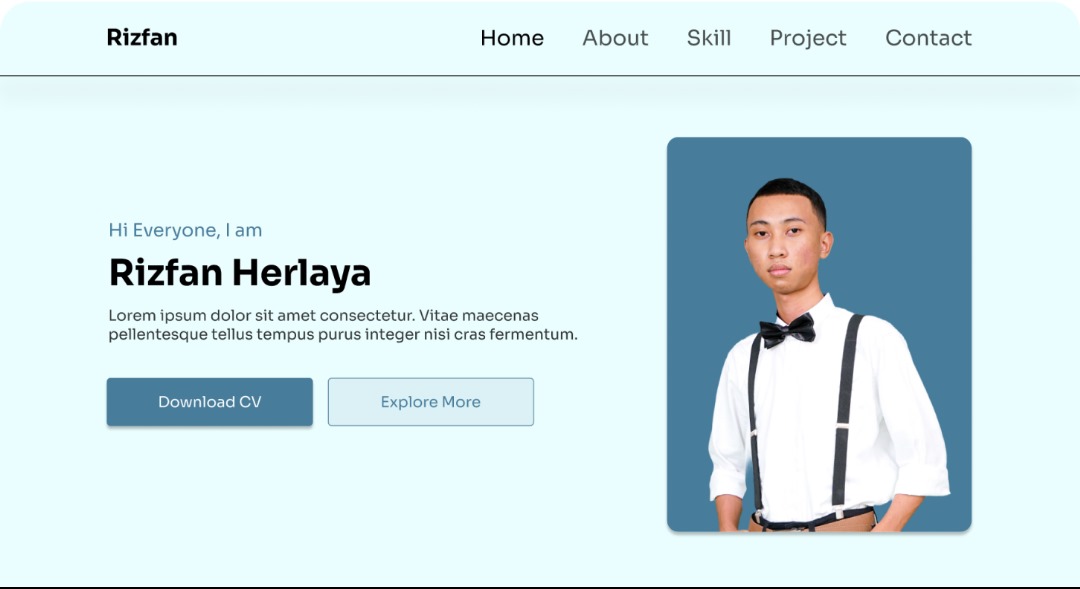 Rizfan
Home About Skill Project Contact
Hi Everyone, I am
Rizfan Herlaya
Lorem ipsum dolor sit amet consectetur. Vitae maecenas
pellentesque tellus tempus purus integer nisi cras fermentum.
Download CV
Explore More